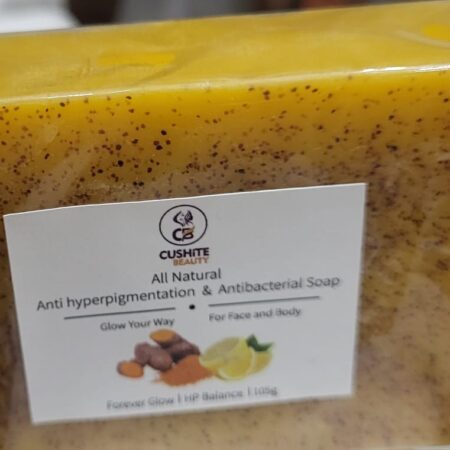 CB
CUSHITE
BEAUTY
All Natural
Anti hyperpigmentation & Antibacterial Soap
Glow Your Way
For Face and Body
Forever Glow | HP Balance | 105g